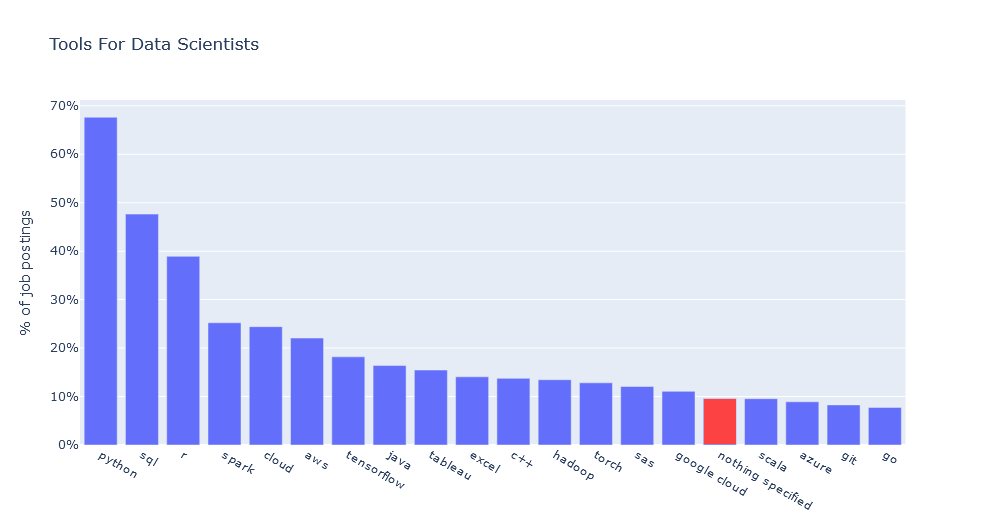 Tools For Data Scientists
70%
60%
50%
40%
30%
20%
10%
0%
% of job postings
python
sql
r
spark
cloud
aws
tensorflow
java
tableau
excel
c++
hadoop
torch
sas
google cloud
nothing specified
scala
azure
git
go